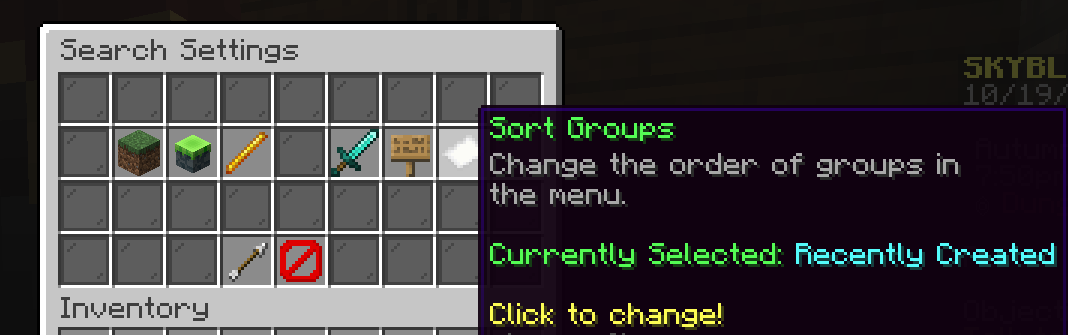 Search Settings
SKYBL
10/19/
Sort Groups
Change the order of groups in
the menu.
Currently Selected: Recently Created
Click to change!
Inventory